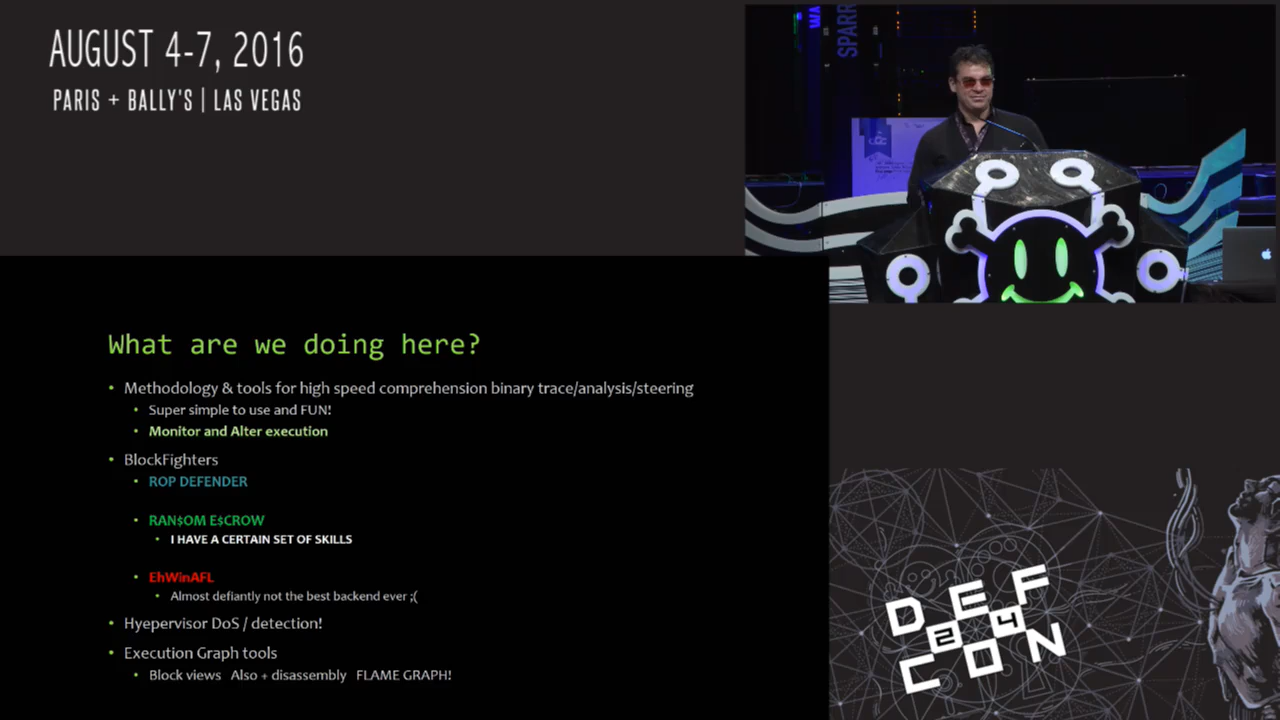 AUGUST 4-7, 2016
PARIS + BALLY'S | LAS VEGAS
WA
SPARR
What are we doing here?
• Methodology & tools for high speed comprehension binary trace/analysis/steering
• Super simple to use and FUN!
• Monitor and Alter execution
• BlockFighters
• ROP DEFENDER
• RAN$OM E$CROW
• I HAVE A CERTAIN SET OF SKILLS
• EhWinAFL
• Almost defiantly not the best backend ever ;(
• Hyepervisor DoS / detection!
• Execution Graph tools
• Block views Also + disassembly FLAME GRAPH!
DEF
24
CON